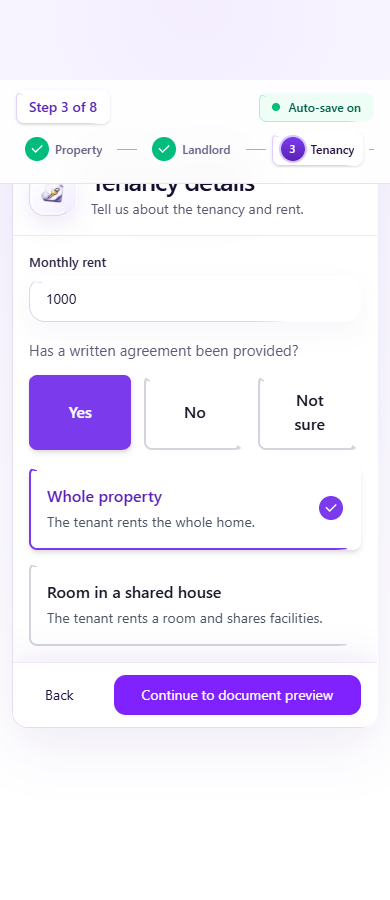 Step 3 of 8
Auto-save on
Property
Landlord
3
Tenancy
Tenancy details
Tell us about the tenancy and rent.
Monthly rent
1000
Has a written agreement been provided?
Yes
No
Not
sure
Whole property
The tenant rents the whole home.
Room in a shared house
The tenant rents a room and shares facilities.
Back
Continue to document preview